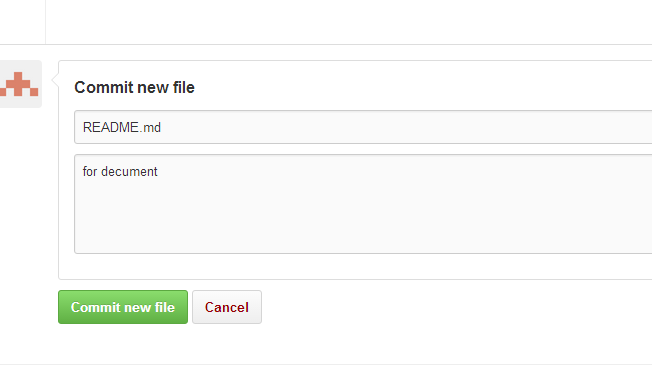 Commit new file
README.md
for decument
Commit new file Cancel